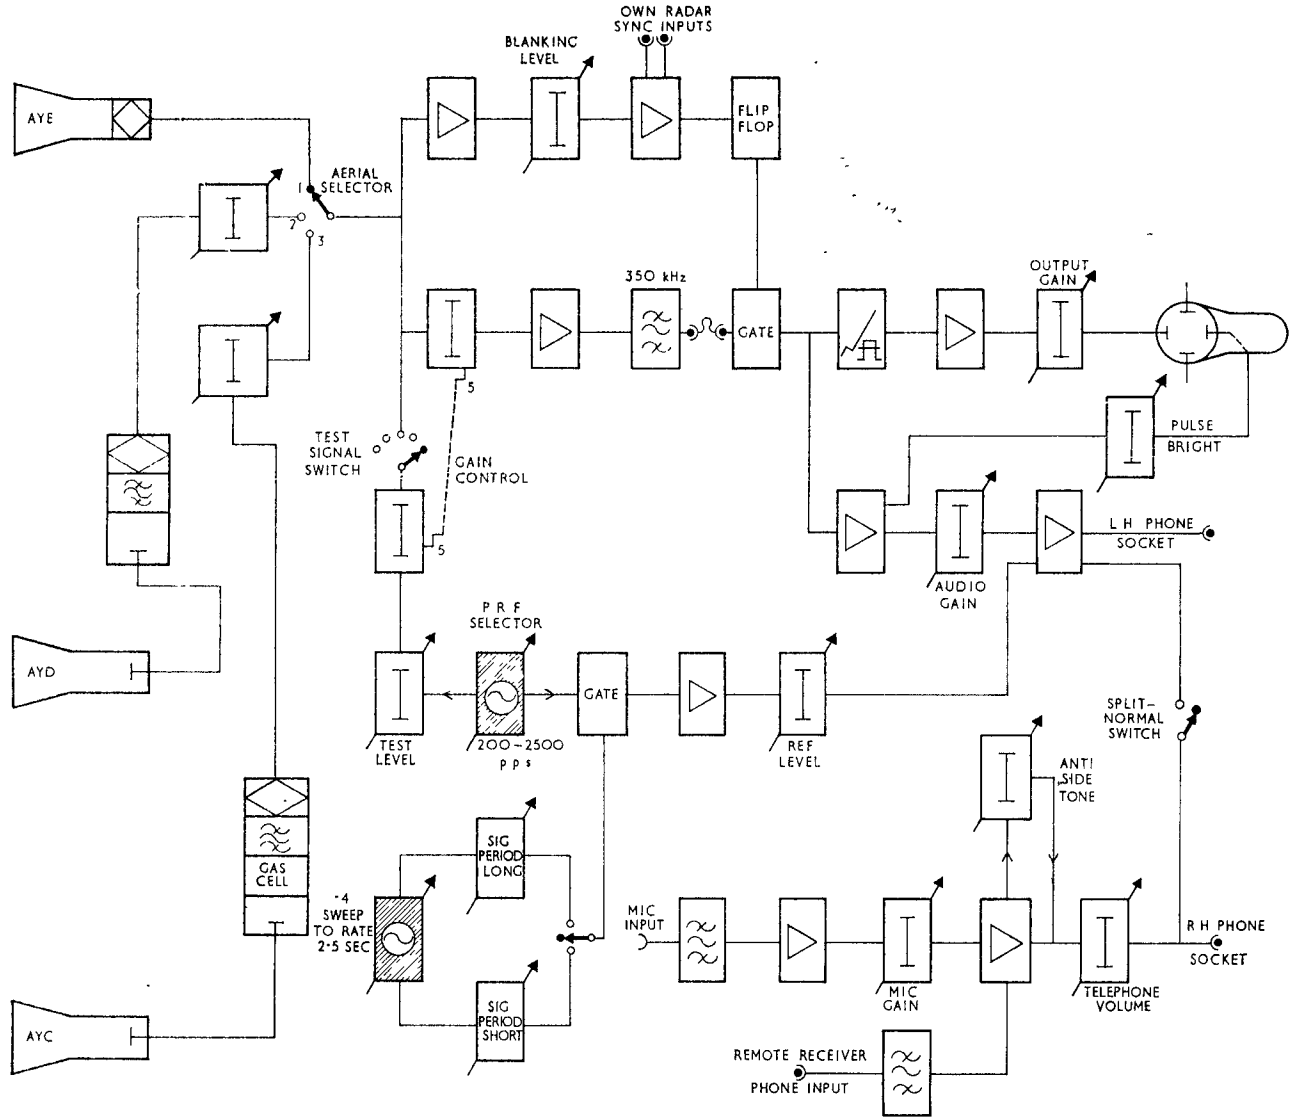 OWN RADAR
SYNC INPUTS
BLANKING
LEVEL
AYE
FLIP
FLOP
AERIAL
SELECTOR
1
2
3
350 kHz
OUTPUT
GAIN
GATE
5
TEST
SIGNAL
SWITCH
GAIN
CONTROL
5
PULSE
BRIGHT
L H PHONE
SOCKET
AUDIO
GAIN
P R F
SELECTOR
AYD
GATE
TEST
LEVEL
200-2500
p p s
REF
LEVEL
SPLIT-
NORMAL
SWITCH
ANTI
SIDE
TONE
SIG
PERIOD
LONG
GAS
CELL
·4
SWEEP
TO RATE
2·5 SEC
MIC
INPUT
R H PHONE
SOCKET
MIC
GAIN
TELEPHONE
VOLUME
SIG
PERIOD
SHORT
AYC
REMOTE RECEIVER
PHONE INPUT